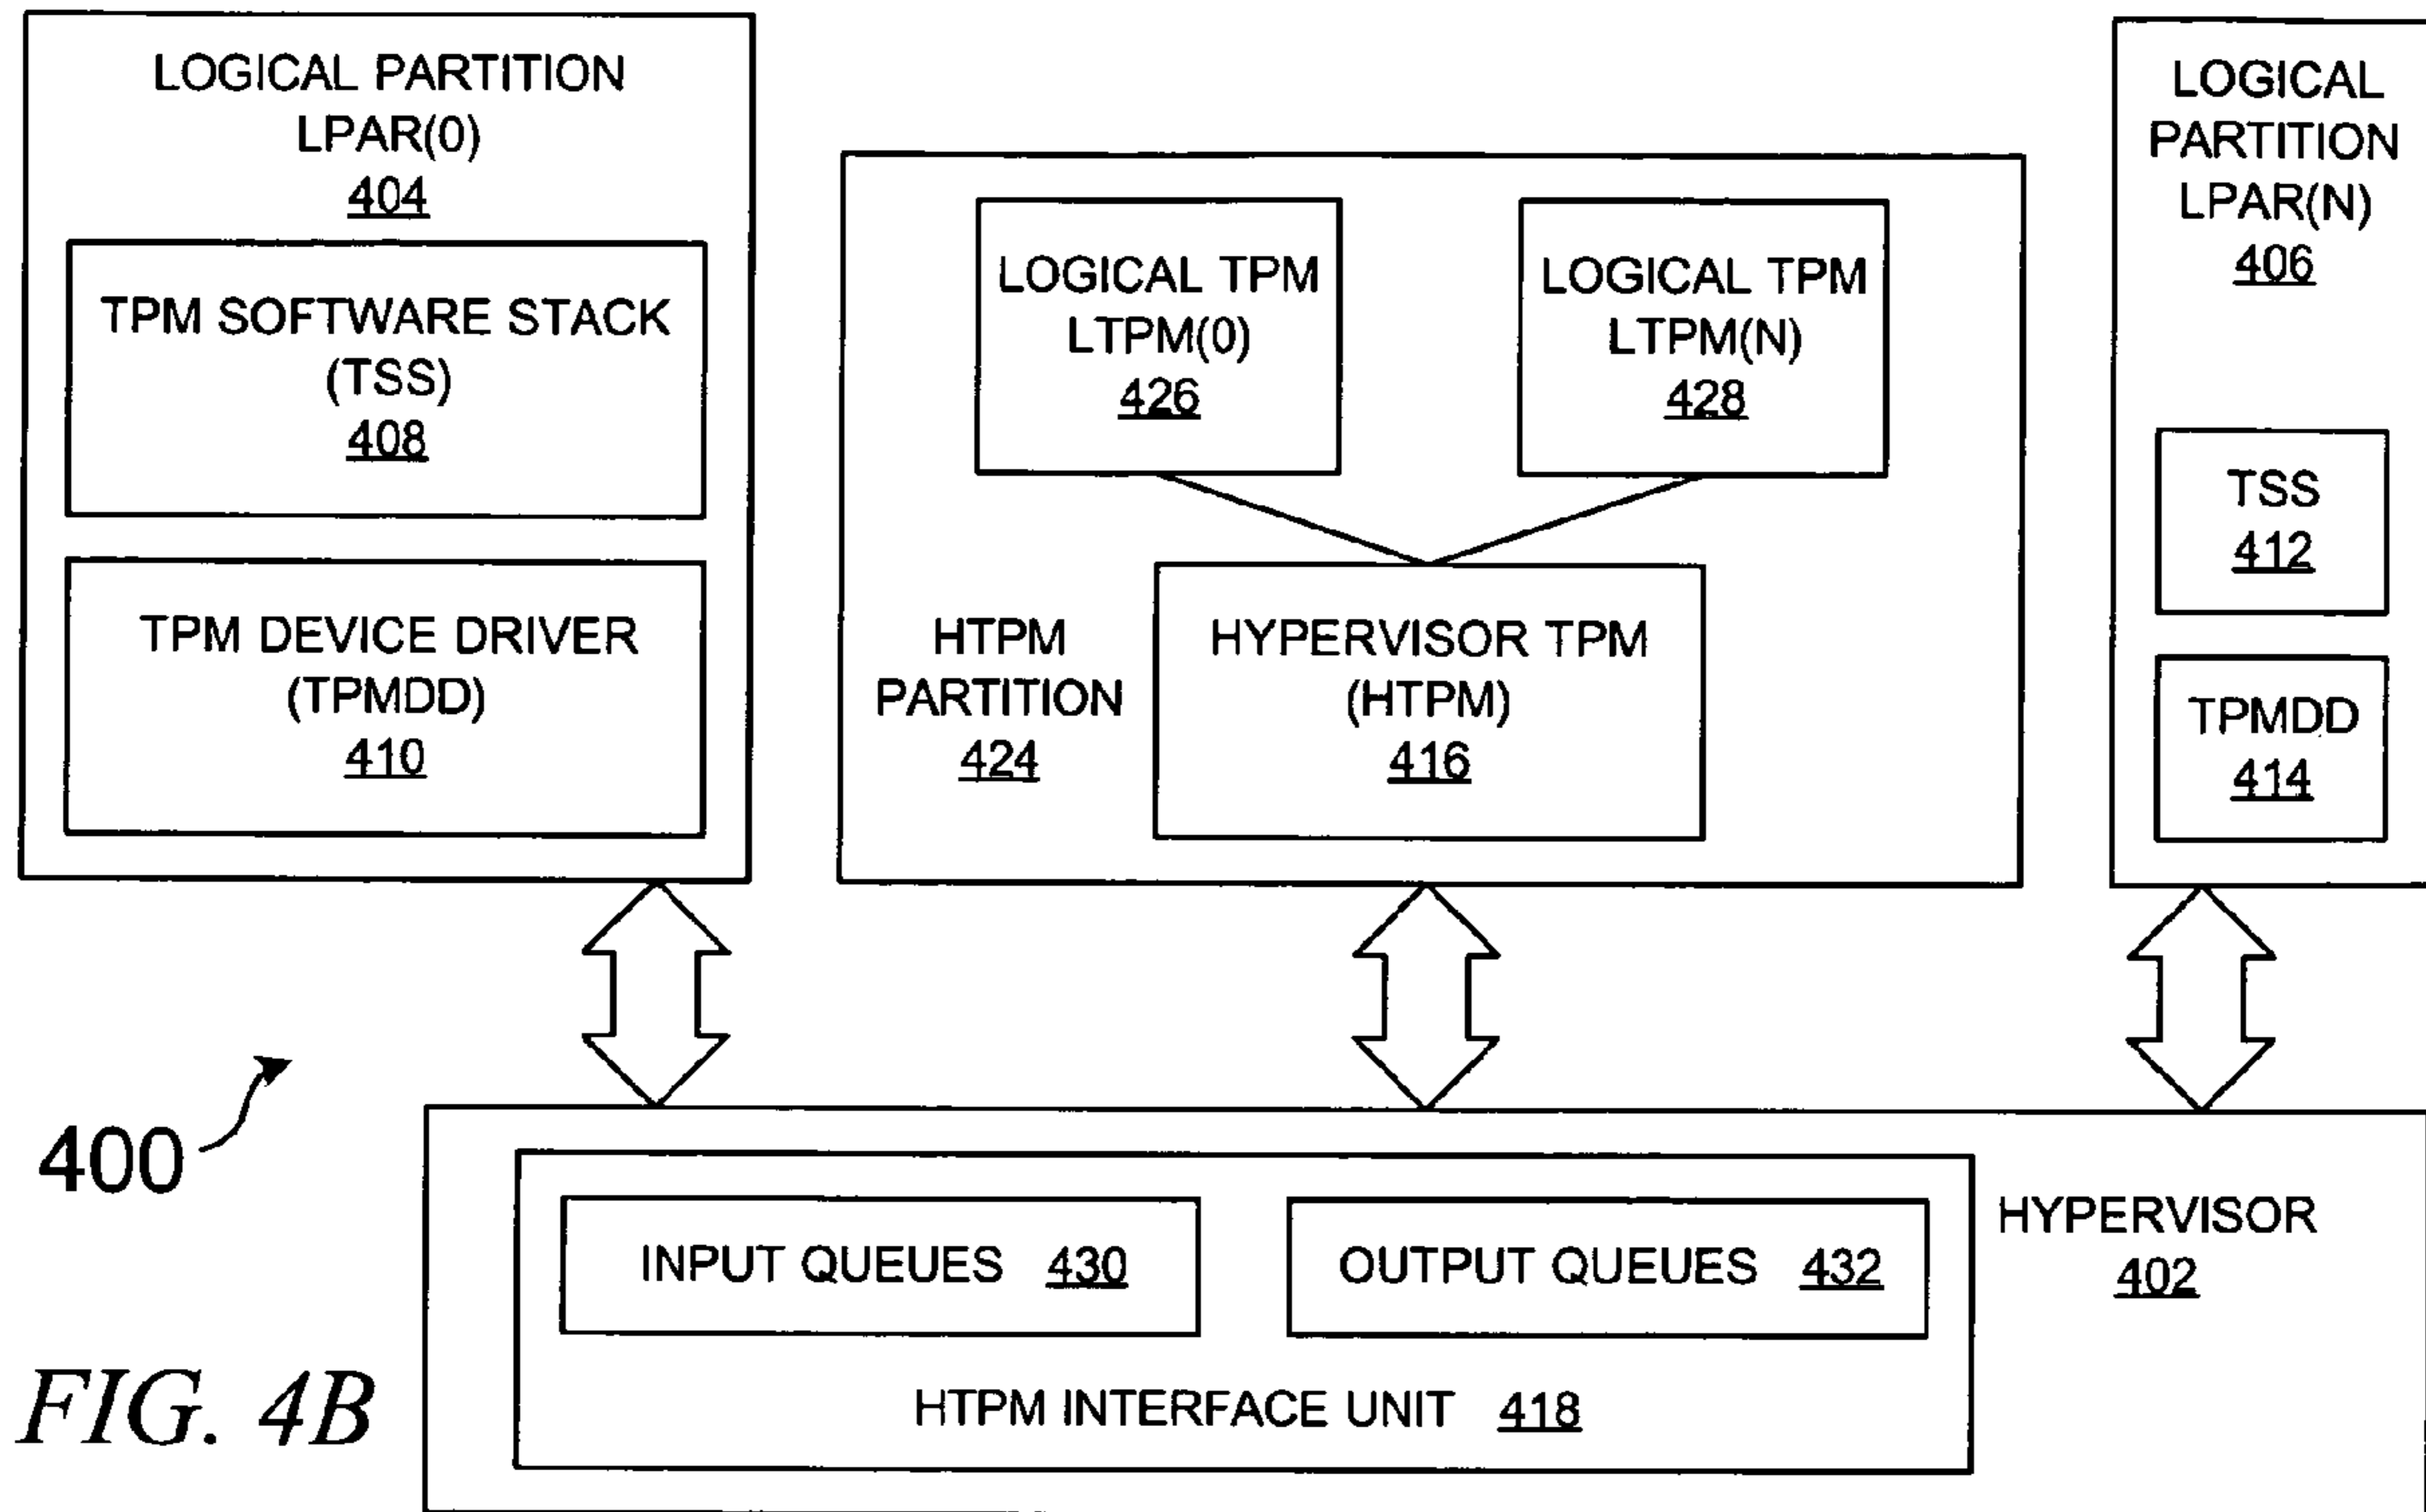 LOGICAL PARTITION
LPAR(0)
404
TPM SOFTWARE STACK
(TSS)
408
TPM DEVICE DRIVER
(TPMDD)
410
LOGICAL TPM
LTPM(0)
426
LOGICAL TPM
LTPM(N)
428
HTPM
PARTITION
424
HYPERVISOR TPM
(HTPM)
416
LOGICAL
PARTITION
LPAR(N)
406
TSS
412
TPMDD
414
400
INPUT QUEUES 430
OUTPUT QUEUES 432
HTPM INTERFACE UNIT 418
HYPERVISOR
402
FIG. 4B